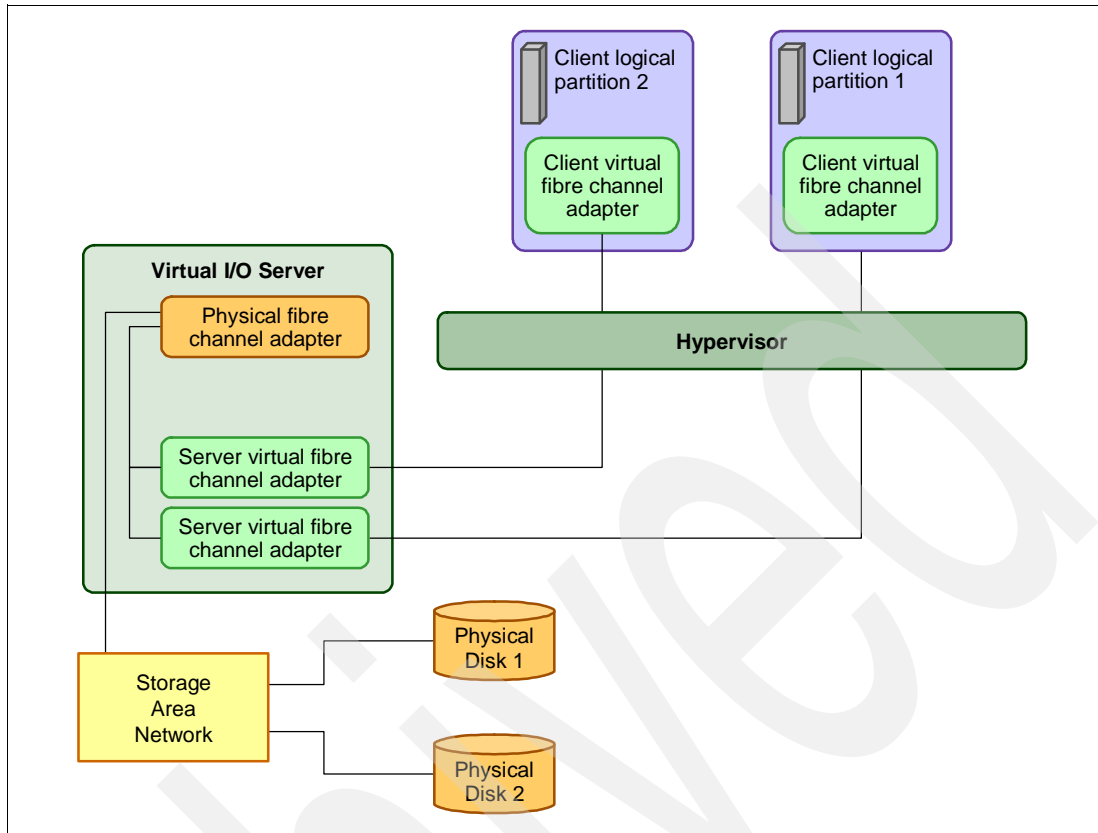 Client logical
partition 2
Client logical
partition 1
Client virtual
fibre channel
adapter
Client virtual
fibre channel
adapter
Virtual I/O Server
Physical fibre
channel adapter
Hypervisor
Server virtual fibre
channel adapter
Server virtual fibre
channel adapter
Physical
Disk 1
Storage
Area
Network
Physical
Disk 2